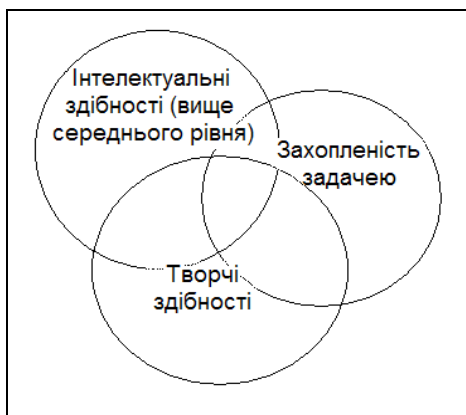 Інтелектуальні
здібності (вище
середнього рівня)
Захопленість
задачею
Творчі
здібності